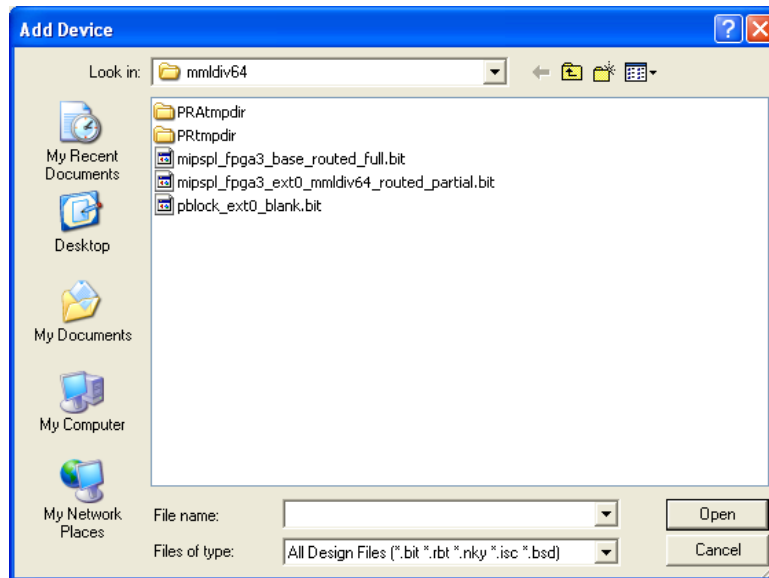 Add Device
Look in:
mmldiv64
PRAtmpdir
PRtmpdir
mipspl_fpga3_base_routed_full.bit
mipspl_fpga3_ext0_mmldiv64_routed_partial.bit
pblock_ext0_blank.bit
My Recent
Documents
Desktop
My Documents
My Computer
My Network
Places
File name:
Open
Files of type:
All Design Files (*.bit *.rbt *.nky *.isc *.bsd)
Cancel